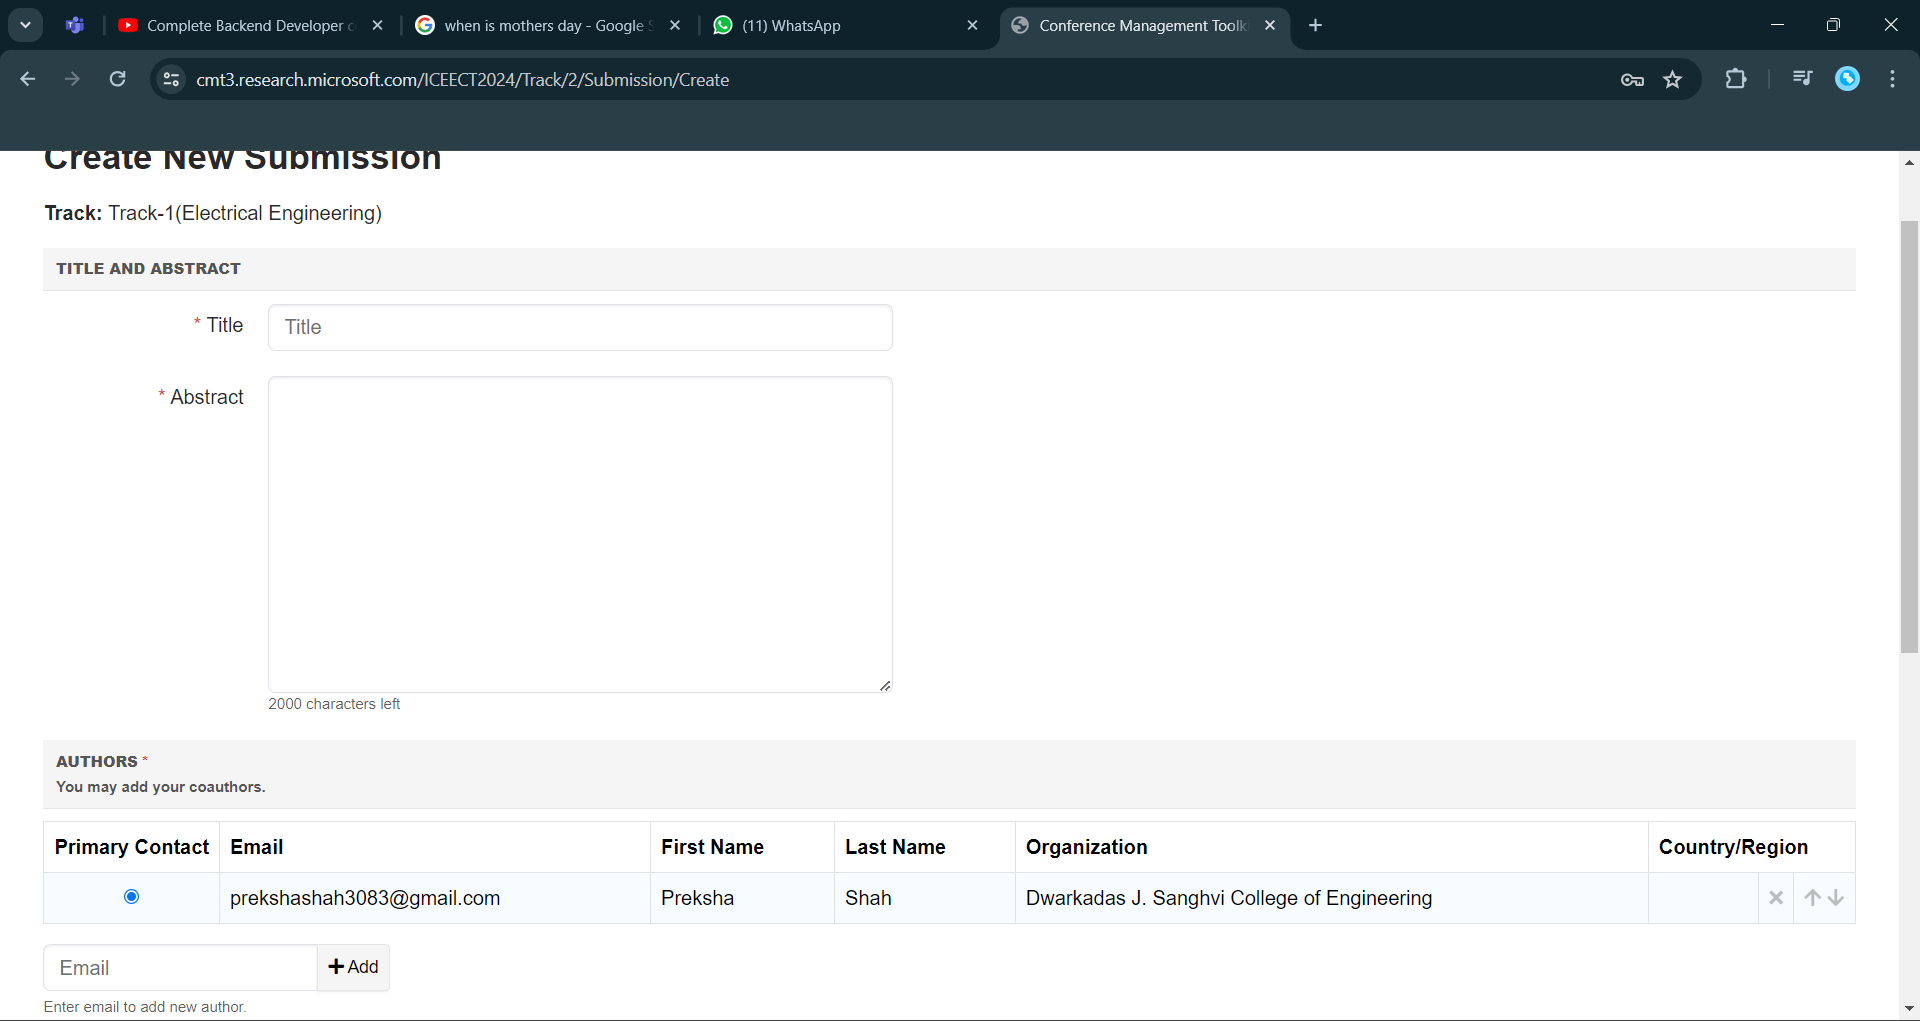 Complete Backend Developer c
when is mothers day - Google S
(11) WhatsApp
Conference Management Toolk
cmt3.research.microsoft.com/ICEECT2024/Track/2/Submission/Create
Create New Submission
Track: Track-1(Electrical Engineering)
TITLE AND ABSTRACT
* Title
Title
* Abstract
2000 characters left
AUTHORS *
You may add your coauthors.
Primary Contact Email First Name Last Name Organization Country/Region
prekshashah3083@gmail.com Preksha Shah Dwarkadas J. Sanghvi College of Engineering
Email
+ Add
Enter email to add new author.